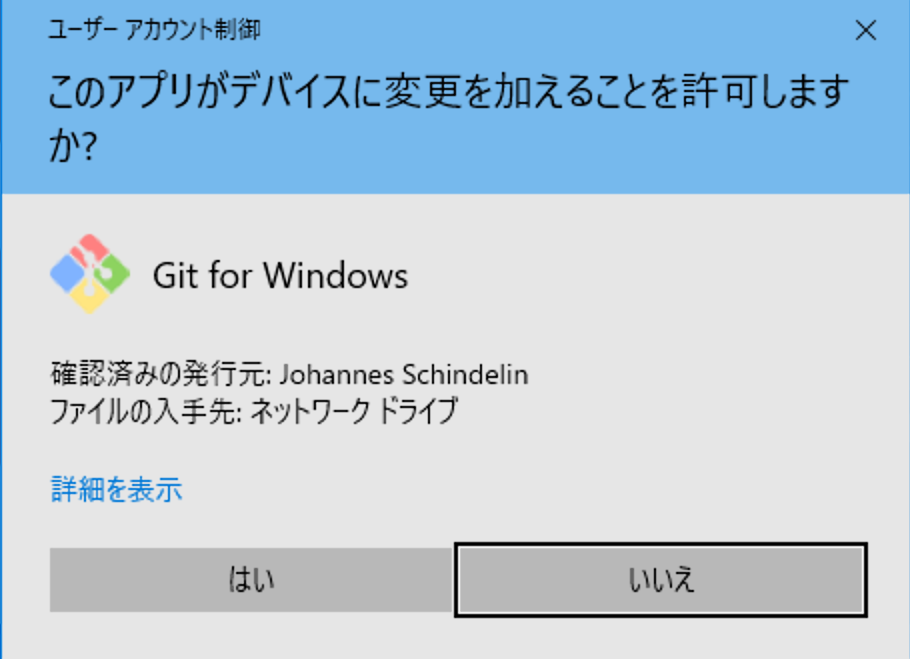 ユーザー アカウント制御
このアプリがデバイスに変更を加えることを許可します
か?
Git for Windows
確認済みの発行元: Johannes Schindelin
ファイルの入手先: ネットワーク ドライブ
詳細を表示
はい
いいえ